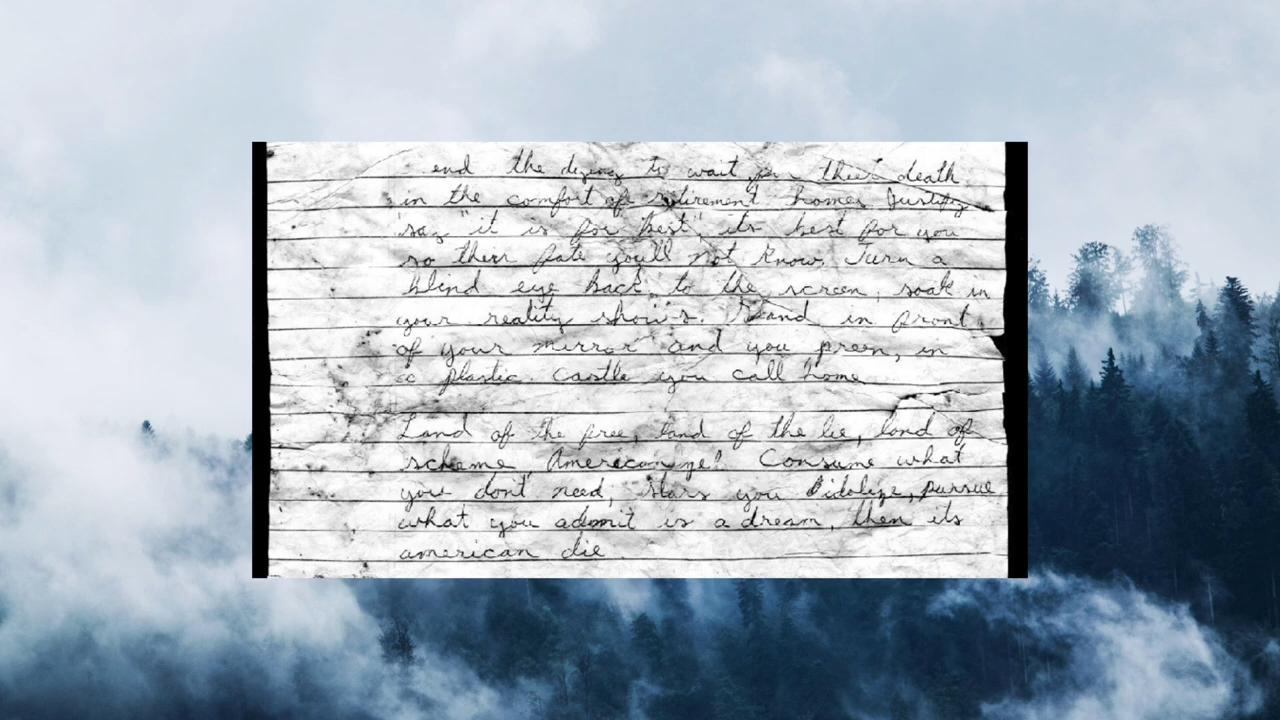 end the dying to wait for their death
in the comfort of retirement homes. Justify
say "it is for best", its best for you
so their fate you'll not know. Turn a
blind eye back to the screen, soak in
your reality shows. Stand in front
of your mirror and you preen, in
a plastic castle you call home
Land of the free, land of the lie, land of
scheme, American ye! Consume what
you dont need, stars you idolize, pursue
what you admit is a dream, then its
american die